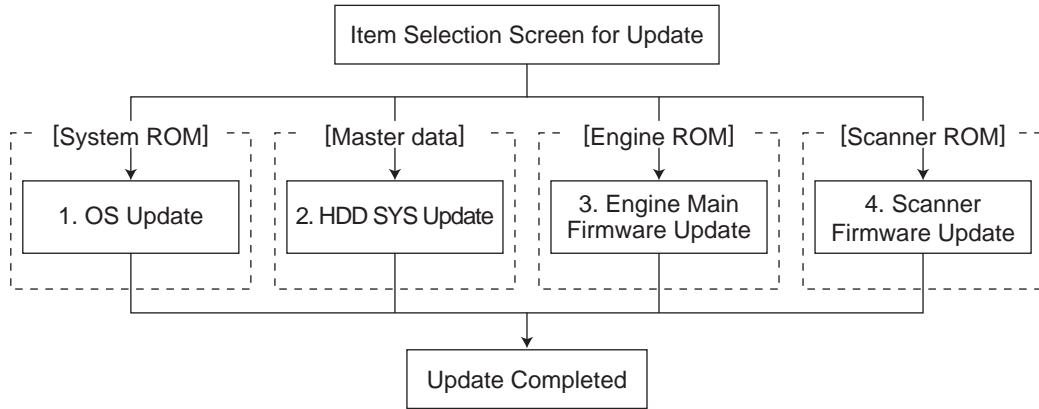 Item Selection Screen for Update
[System ROM]
[Master data]
[Engine ROM]
[Scanner ROM]
1. OS Update
2. HDD SYS Update
3. Engine Main
Firmware Update
4. Scanner
Firmware Update
Update Completed